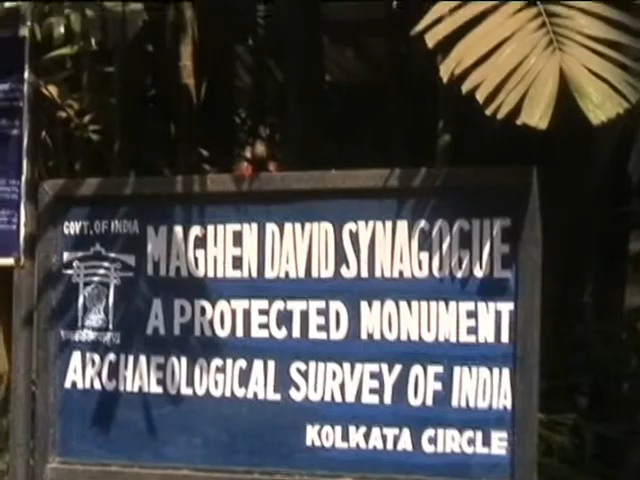 GOVT. OF INDIA
MAGHEN DAVID SYNAGOGUE
A PROTECTED MONUMENT
ARCHAEOLOGICAL SURVEY OF INDIA
KOLKATA CIRCLE